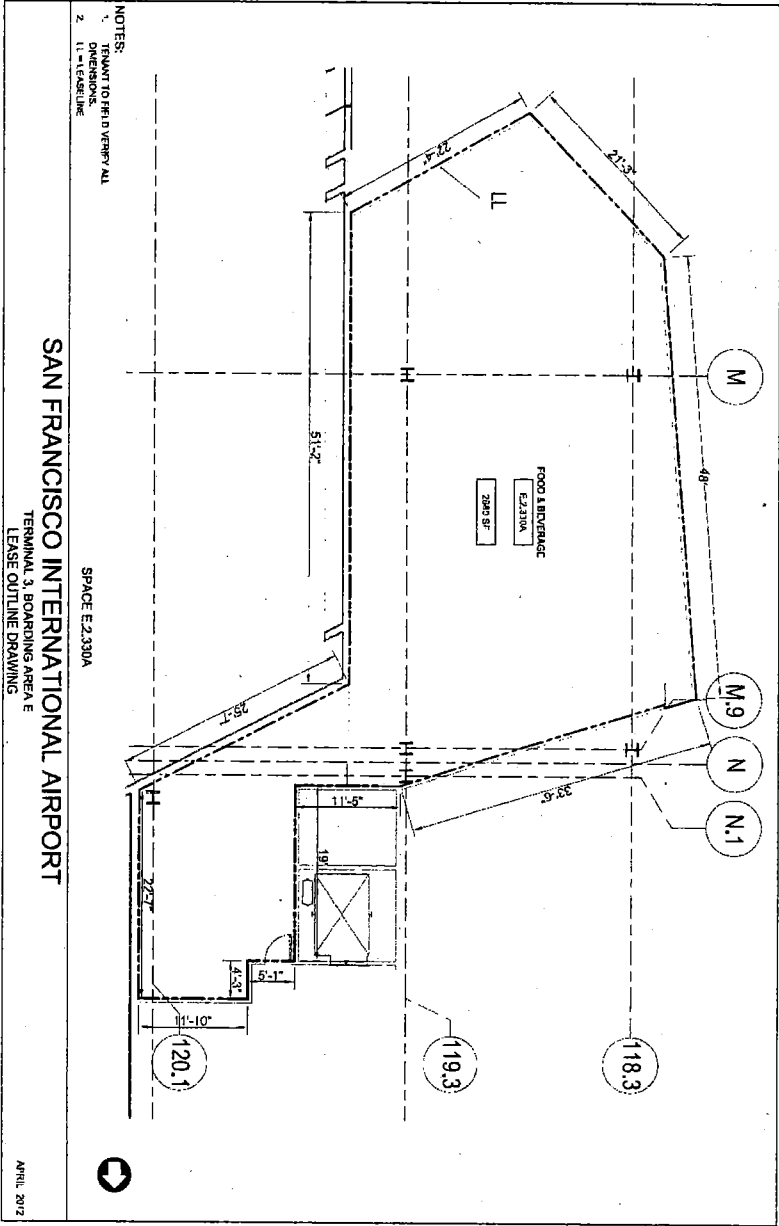 M
M.9
N
N.1
118.3
119.3
120.1
21'-3"
48'
22'-4"
LL
33'-6"
FOOD & BEVERAGE
E.2.330A
51'-2"
25'-1"
11'-5"
19'
5'-1"
4'-3"
22'-7"
11'-10"
NOTES:
1. TENANT TO FIELD VERIFY ALL
DIMENSIONS.
2. LL = LEASELINE
SPACE E.2.330A
SAN FRANCISCO INTERNATIONAL AIRPORT
TERMINAL 3, BOARDING AREA E
LEASE OUTLINE DRAWING
APRIL 2012